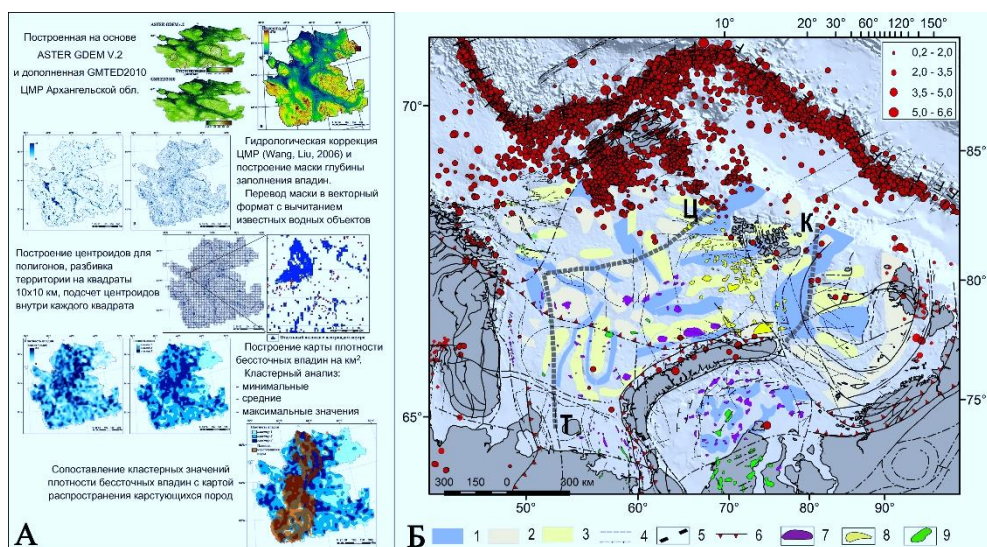 Построенная на основе
ASTER GDEM V.2
и дополненная GMTED2010
ЦМР Архангельской обл.
ASTER GDEM v.2
GMTED2010
Гидрологическая коррекция
ЦМР (Wang, Liu, 2006) и
построение маски глубины
заполнения впадин.
Перевод маски в векторный
формат с вычитанием
известных водных объектов
Построение центроидов для
полигонов, разбивка
территории на квадраты
10х10 км, подсчет центроидов
внутри каждого квадрата
Построение карты плотности
бессточных впадин на км².
Кластерный анализ:
- минимальные
- средние
- максимальные значения
Сопоставление кластерных значений
плотности бессточных впадин с картой
распространения карстующихся пород
А
10° 20° 30° 60° 120° 150°
0,2 - 2.0
2,0 - 3,5
3,5 - 5,0
5,0 - 6,6
70°
85°
Ц
К
80°
75°
65°
Т
300 150 0 300 км
50° 60° 70° 80° 90°
Б
1 2 3 4 5 6 7 8 9